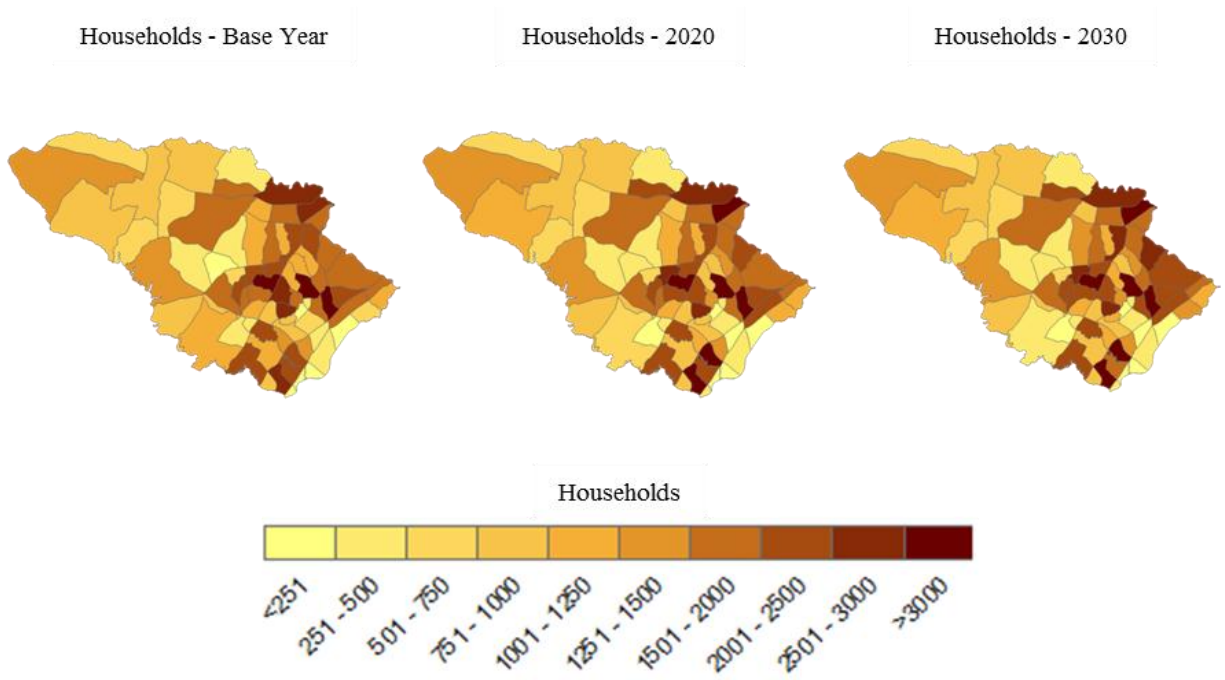 Households - Base Year
Households - 2020
Households - 2030
Households
<251
251 - 500
501 - 750
751 - 1000
1001 - 1250
1251 - 1500
1501 - 2000
2001 - 2500
2501 - 3000
>3000